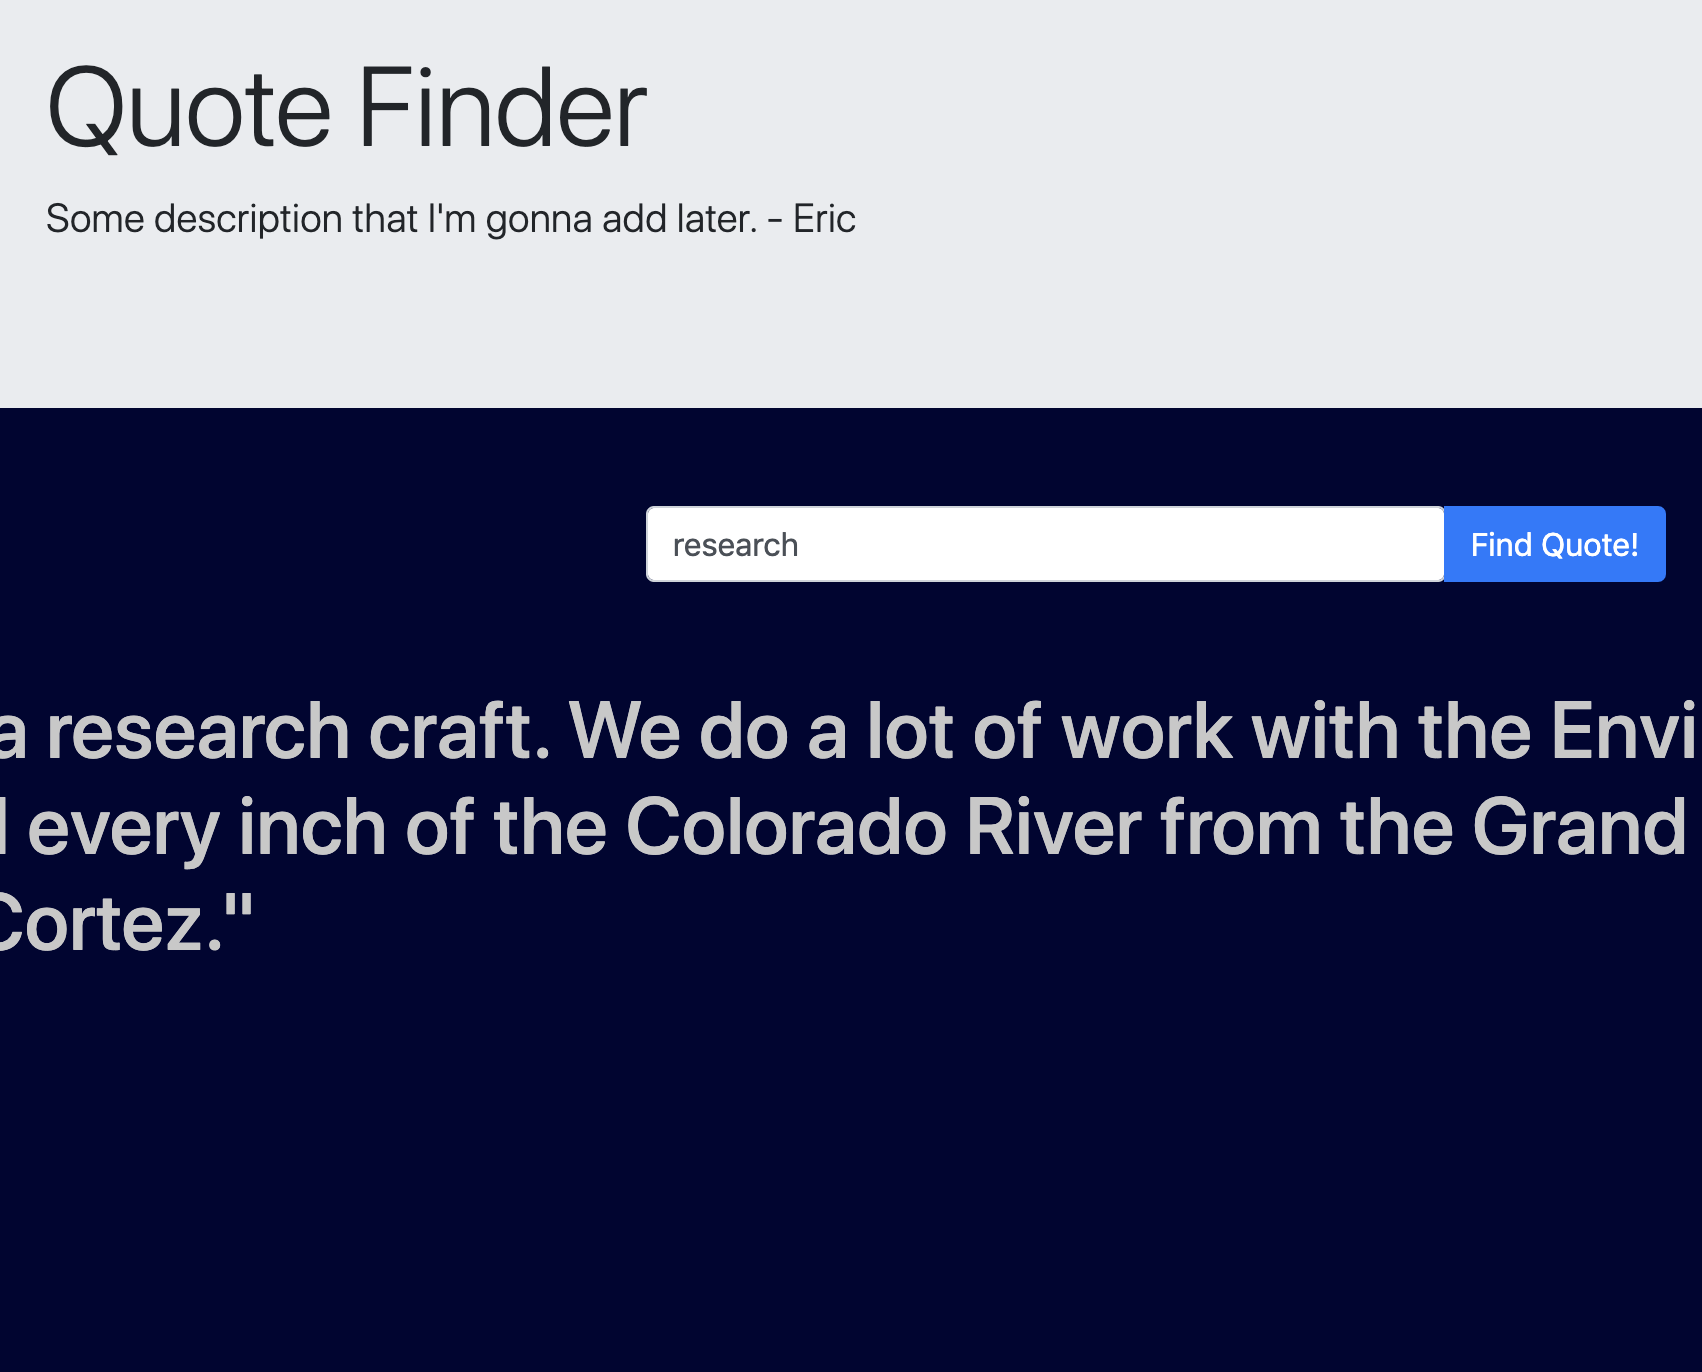 Quote Finder
Some description that I'm gonna add later. - Eric
research
Find Quote!
a research craft. We do a lot of work with the Envi
every inch of the Colorado River from the Grand
Cortez."